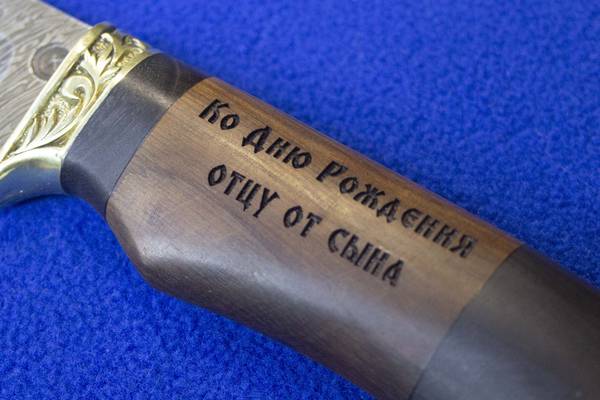 Ко Дню Рождения
отцу от сына